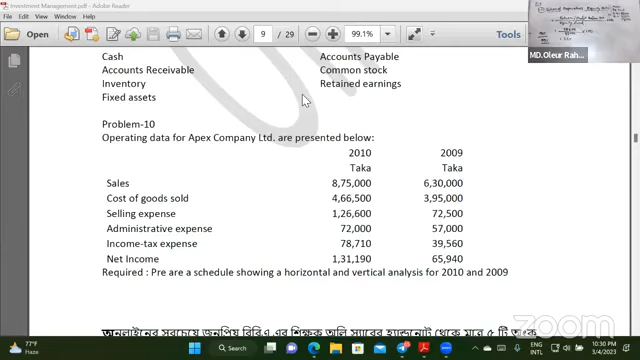 Investment Management.pdf - Adobe Reader
Open
9
/ 29
99.1%
Tools
MD.Oleur Rah...
Cash
Accounts Payable
Accounts Receivable
Common stock
Inventory
Retained earnings
Fixed assets
Problem-10
Operating data for Apex Company Ltd. are presented below:
2010 2009
Taka Taka
Sales 8,75,000 6,30,000
Cost of goods sold 4,66,500 3,95,000
Selling expense 1,26,600 72,500
Administrative expense 72,000 57,000
Income-tax expense 78,710 39,560
Net Income 1,31,190 65,940
Required : Pre are a schedule showing a horizontal and vertical analysis for 2010 and 2009
zoom
77°F
Haze
Search
ENG
INTL
10:30 PM
3/4/2023